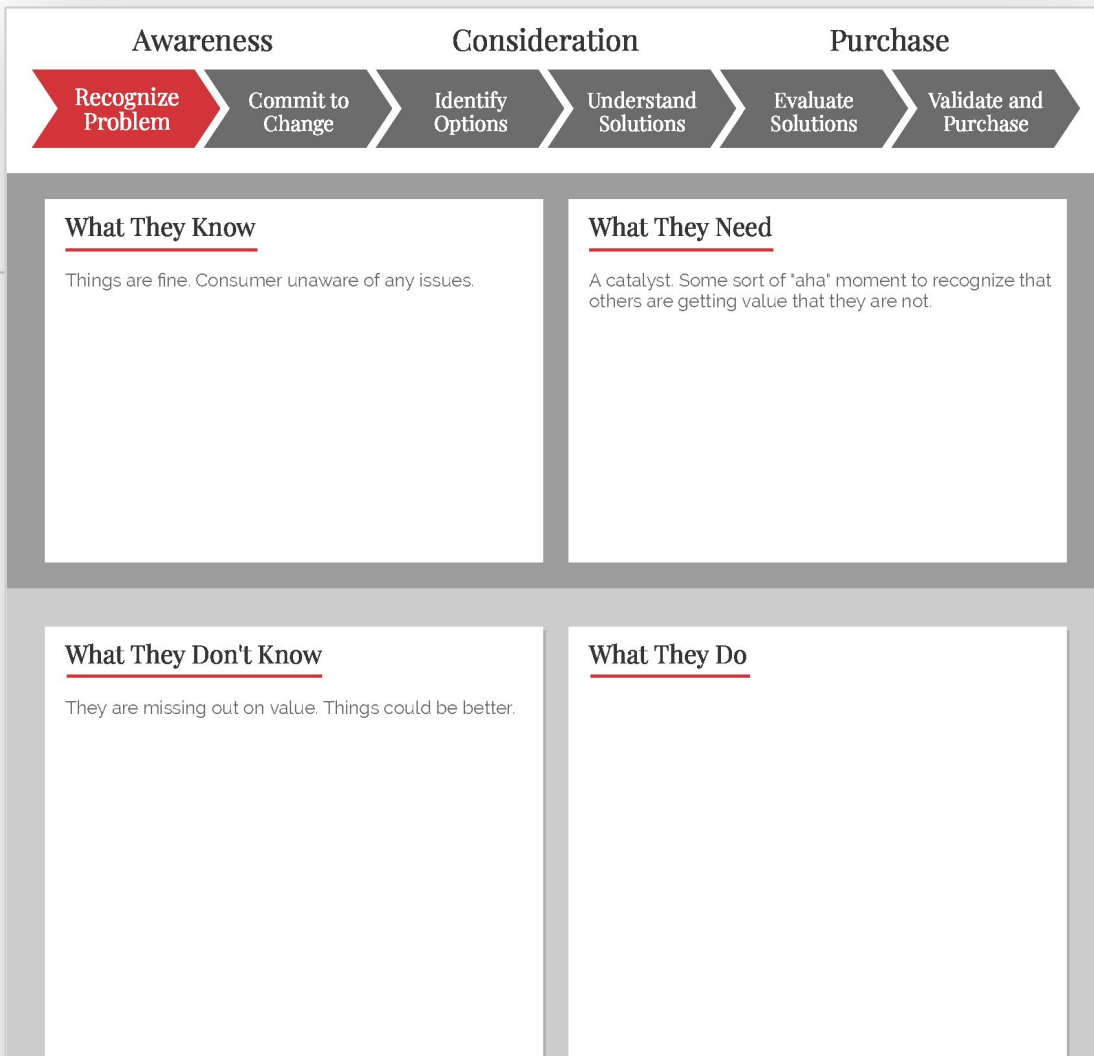 Awareness
Consideration
Purchase
Recognize
Problem
Commit to
Change
Identify
Options
Understand
Solutions
Evaluate
Solutions
Validate and
Purchase
What They Know
Things are fine. Consumer unaware of any issues.
What They Need
A catalyst. Some sort of "aha" moment to recognize that
others are getting value that they are not.
What They Don't Know
They are missing out on value. Things could be better.
What They Do